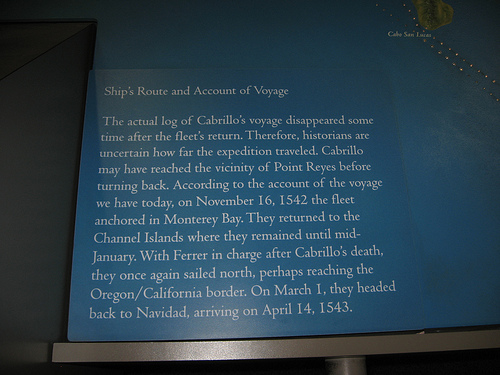 Cabo San Lucas
Ship's Route and Account of Voyage
The actual log of Cabrillo's voyage disappeared some
time after the fleet's return. Therefore, historians are
uncertain how far the expedition traveled. Cabrillo
may have reached the vicinity of Point Reyes before
turning back. According to the account of the voyage
we have today, on November 16, 1542 the fleet
anchored in Monterey Bay. They returned to the
Channel Islands where they remained until mid-
January. With Ferrer in charge after Cabrillo's death,
they once again sailed north, perhaps reaching the
Oregon/California border. On March 1, they headed
back to Navidad, arriving on April 14, 1543.